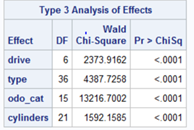 Type 3 Analysis of Effects
Effect DF Wald Chi-Square Pr > ChiSq
drive 6 2373.9162 <.0001
type 36 4387.7258 <.0001
odo_cat 15 13216.7002 <.0001
cylinders 21 1592.1585 <.0001